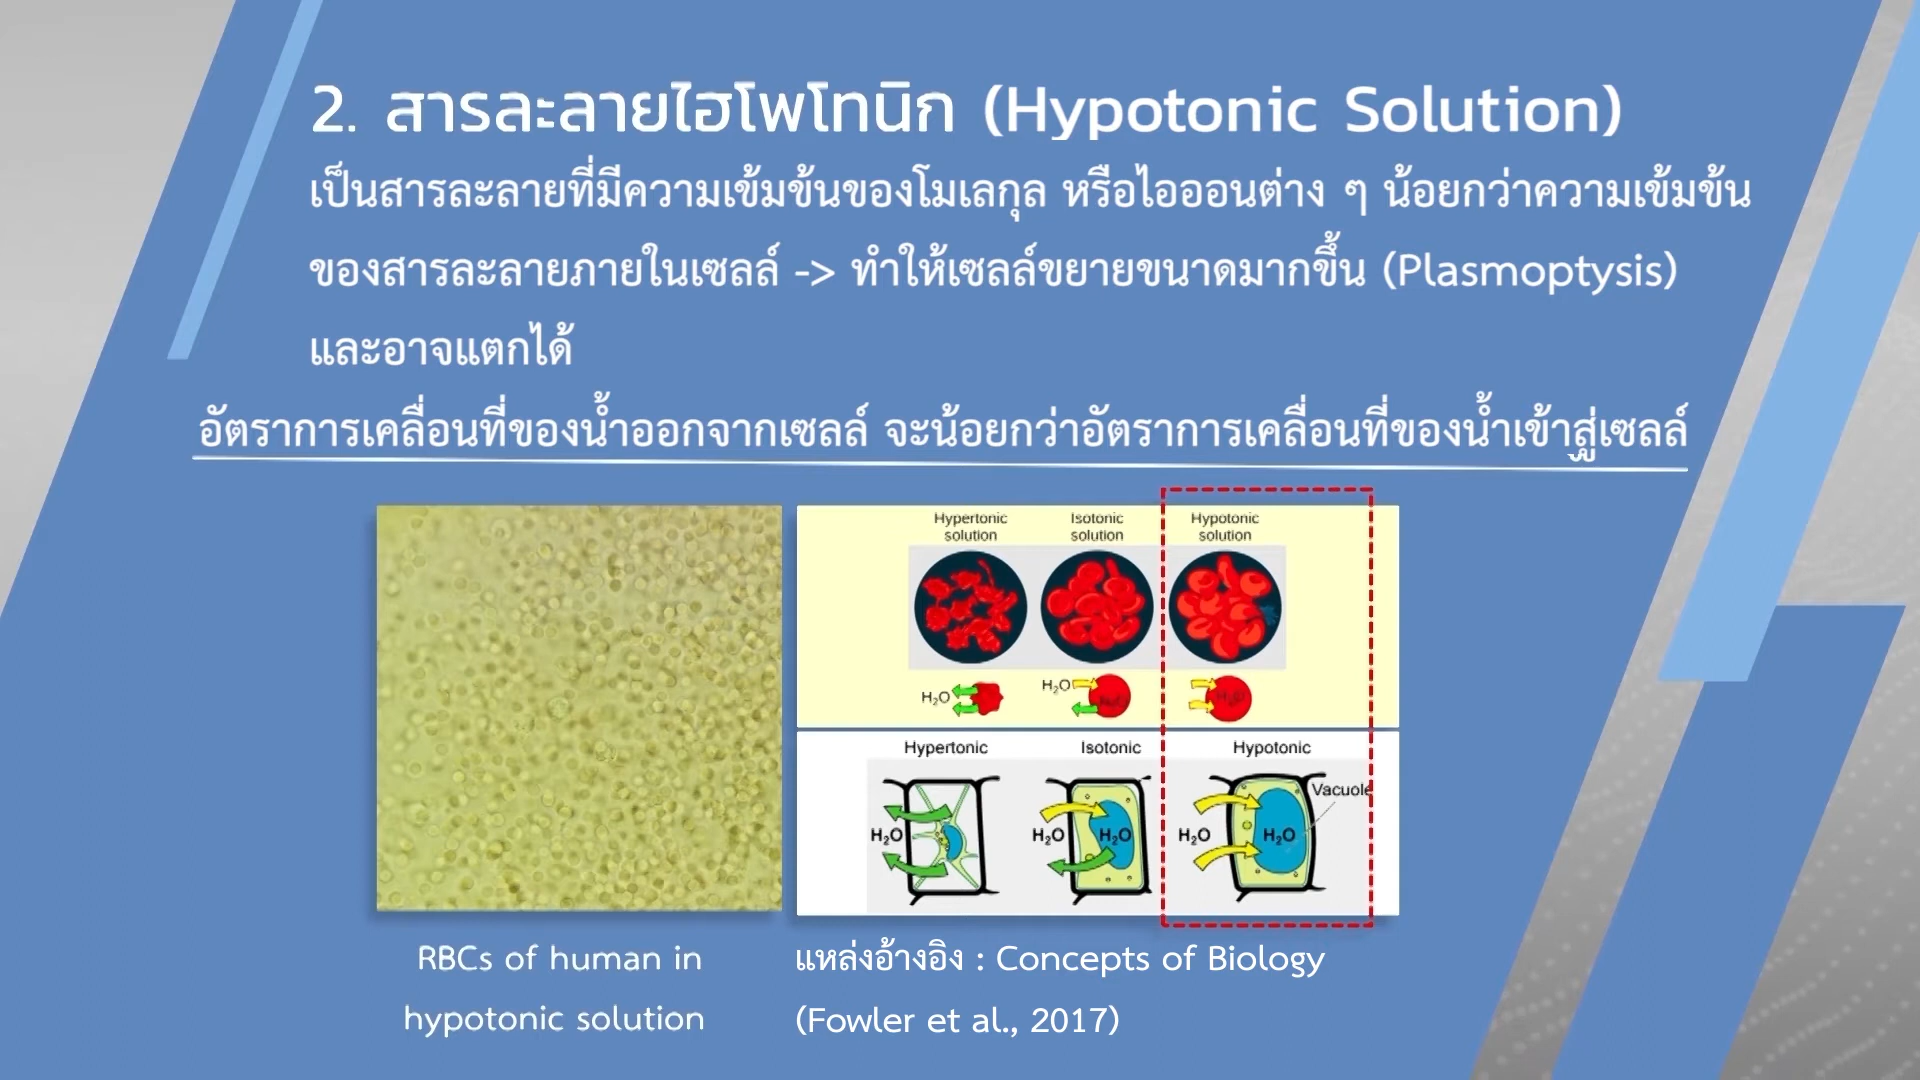 2. สารละลายไฮโพโทนิก (Hypotonic Solution)
เป็นสารละลายที่มีความเข้มข้นของโมเลกุล หรือไอออนต่าง ๆ น้อยกว่าความเข้มข้น
ของสารละลายภายในเซลล์ -> ทำให้เซลล์ขยายขนาดมากขึ้น (Plasmoptysis)
และอาจแตกได้
อัตราการเคลื่อนที่ของน้ำออกจากเซลล์ จะน้อยกว่าอัตราการเคลื่อนที่ของน้ำเข้าสู่เซลล์
Hypertonic solution
Isotonic solution
Hypotonic solution
H₂O
H₂O
H₂O
Hypertonic
Isotonic
Hypotonic
Vacuole
H₂O
H₂O
H₂O
H₂O
H₂O
RBCs of human in
hypotonic solution
แหล่งอ้างอิง : Concepts of Biology
(Fowler et al., 2017)